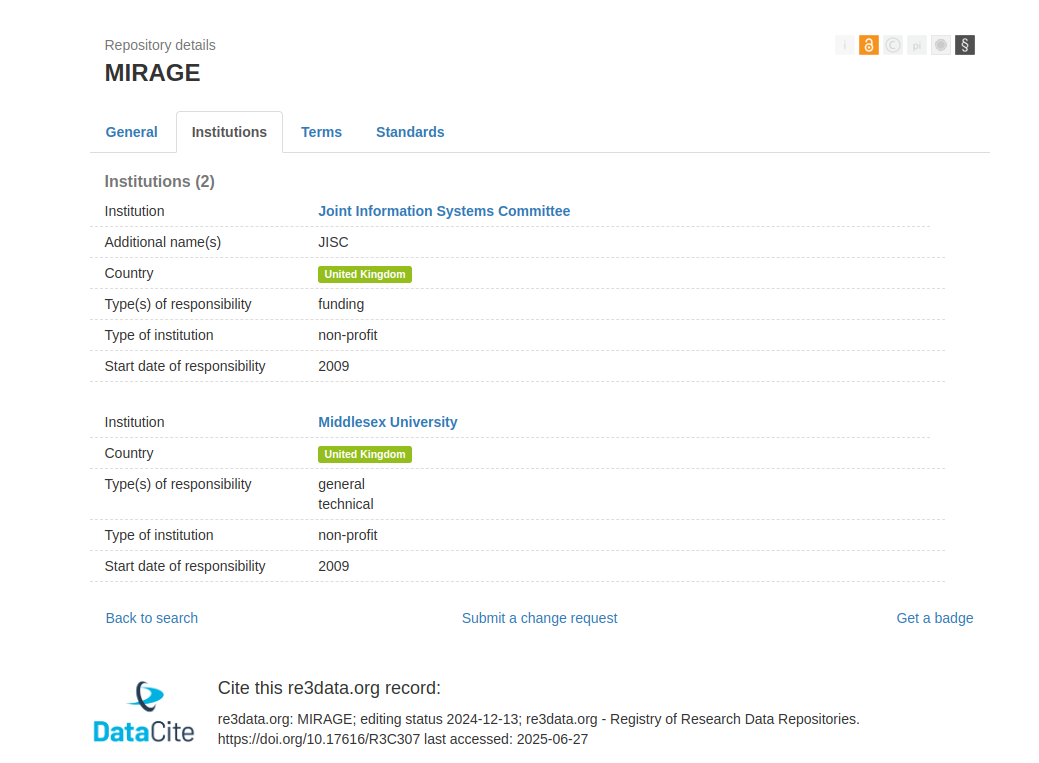 Repository details
MIRAGE
General Institutions Terms Standards
Institutions (2)
Institution Joint Information Systems Committee
Additional name(s) JISC
Country United Kingdom
Type(s) of responsibility funding
Type of institution non-profit
Start date of responsibility 2009
Institution Middlesex University
Country United Kingdom
Type(s) of responsibility general
technical
Type of institution non-profit
Start date of responsibility 2009
Back to search Submit a change request Get a badge
DataCite
Cite this re3data.org record:
re3data.org: MIRAGE; editing status 2024-12-13; re3data.org - Registry of Research Data Repositories.
https://doi.org/10.17616/R3C307 last accessed: 2025-06-27